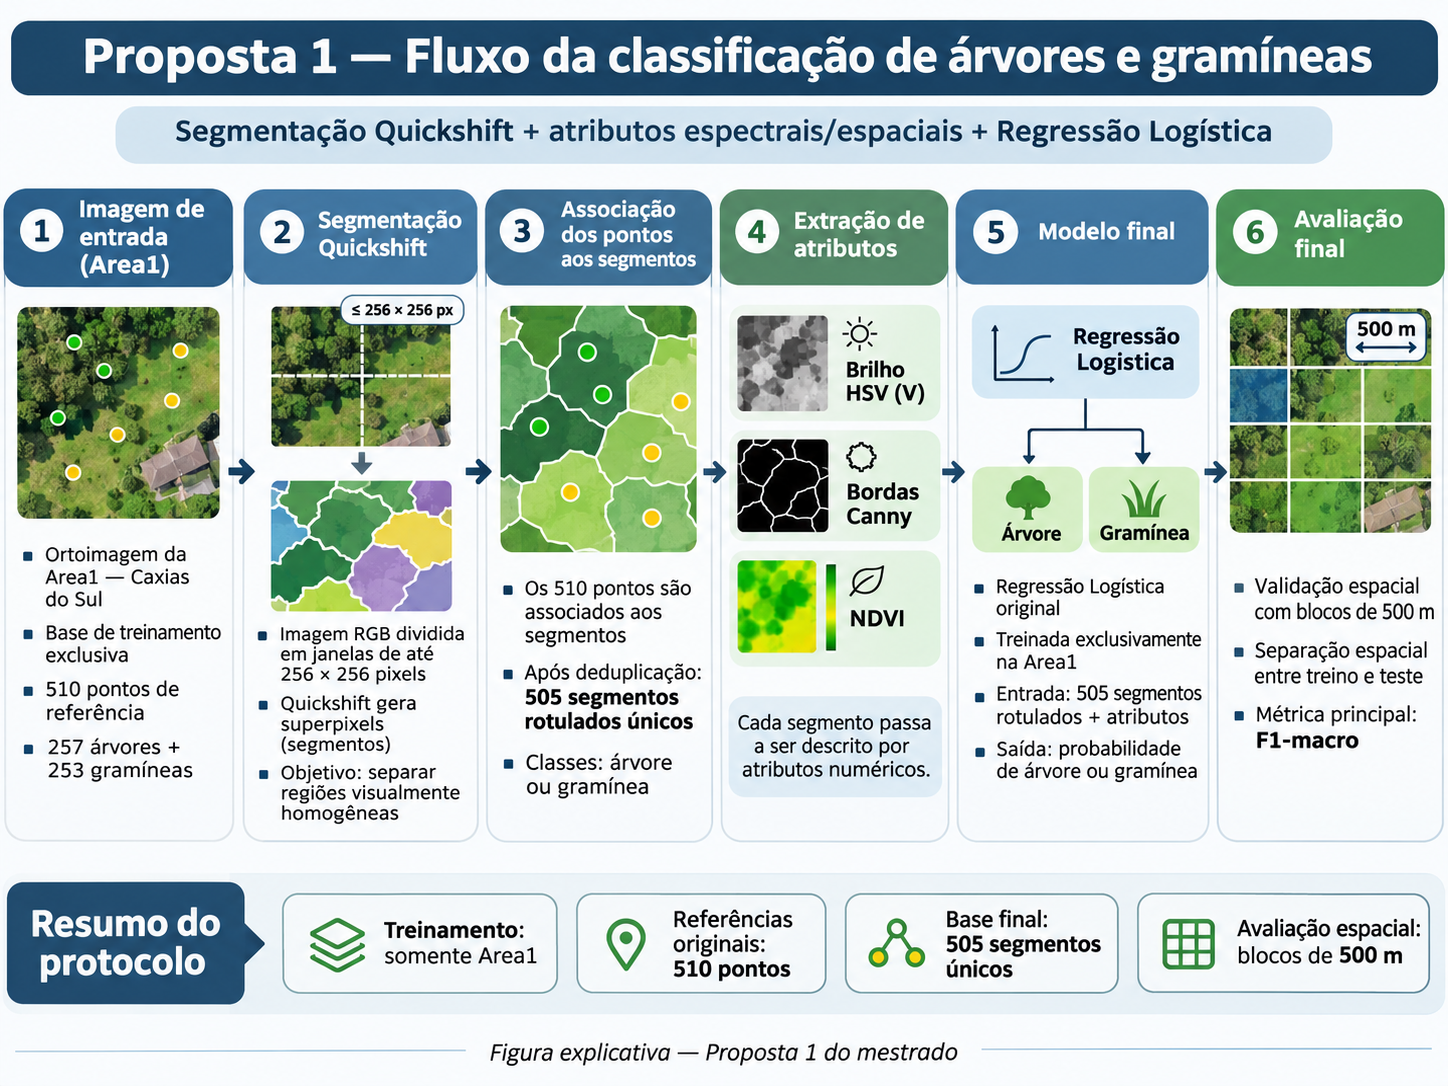 Proposta 1 — Fluxo da classificação de árvores e gramíneas
Segmentação Quickshift + atributos espectrais/espaciais + Regressão Logística
1
Imagem de
entrada
(Area1)
Ortoimagem da
Area1 — Caxias
do Sul
Base de treinamento
exclusiva
510 pontos de
referência
257 árvores +
253 gramíneas
2
Segmentação
Quickshift
≤ 256 × 256 px
Imagem RGB dividida
em janelas de até
256 × 256 pixels
Quickshift gera
superpixels
(segmentos)
Objetivo: separar
regiões visualmente
homogêneas
3
Associação
dos pontos
aos segmentos
Os 510 pontos são
associados aos
segmentos
Após deduplicação:
505 segmentos
rotulados únicos
Classes: árvore
ou gramínea
4
Extração de
atributos
Brilho
HSV (V)
Bordas
Canny
NDVI
Cada segmento passa
a ser descrito por
atributos numéricos.
5
Modelo final
Regressão
Logistica
Árvore
Gramínea
Regressão Logística
original
Treinada exclusivamente
na Area1
Entrada: 505 segmentos
rotulados + atributos
Saída: probabilidade
de árvore ou gramínea
6
Avaliação
final
500 m
Validação espacial
com blocos de 500 m
Separação espacial
entre treino e teste
Métrica principal:
F1-macro
Resumo do
protocolo
Treinamento:
somente Area1
Referências
originais:
510 pontos
Base final:
505 segmentos
únicos
Avaliação espacial:
blocos de 500 m
Figura explicativa — Proposta 1 do mestrado